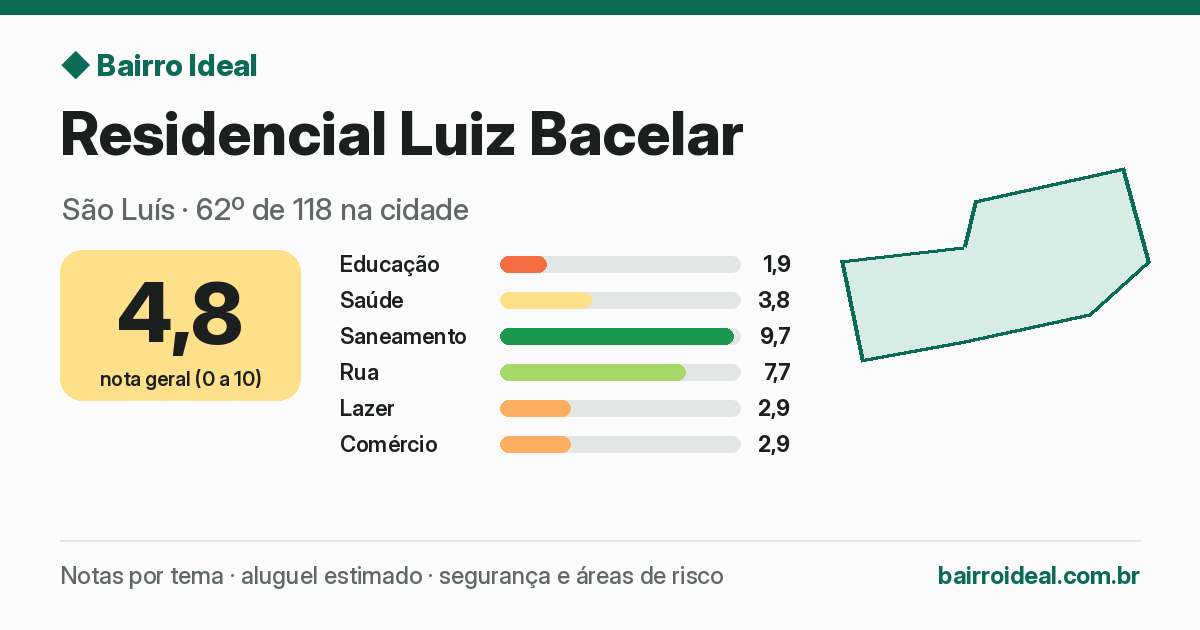 Bairro Ideal
Residencial Luiz Bacelar
São Luís · 62º de 118 na cidade
4,8
nota geral (0 a 10)
Educação 1,9
Saúde 3,8
Saneamento 9,7
Rua 7,7
Lazer 2,9
Comércio 2,9
Notas por tema · aluguel estimado · segurança e áreas de risco
bairroideal.com.br